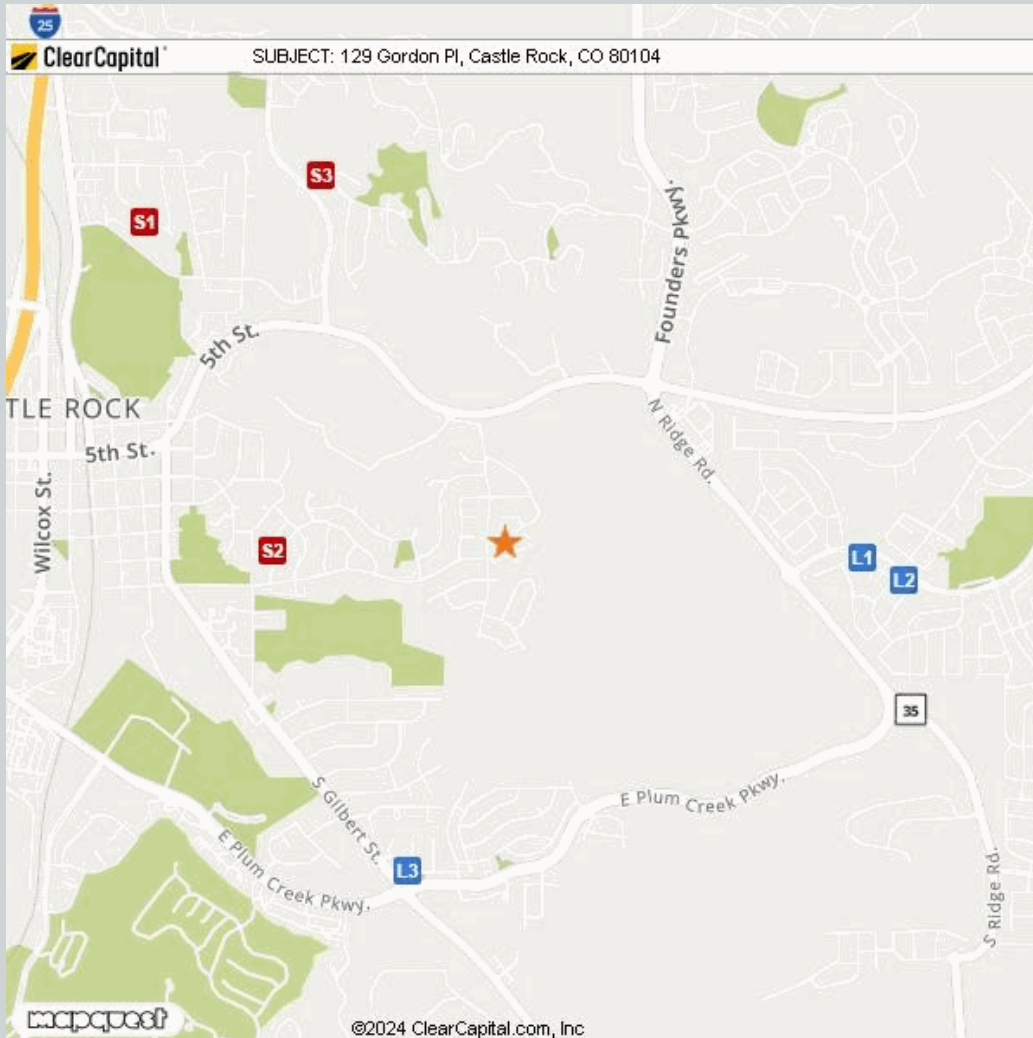 25
ClearCapital
SUBJECT: 129 Gordon Pl, Castle Rock, CO 80104
S3
S1
Founders Pkwy.
5th St.
TLE ROCK
5th St.
N Ridge Rd.
Wilcox St.
S2
L1
L2
35
E Plum Creek Pkwy.
S Gilbert St.
L3
E Plum Creek Pkwy.
S Ridge Rd.
mapquest
©2024 ClearCapital.com, Inc